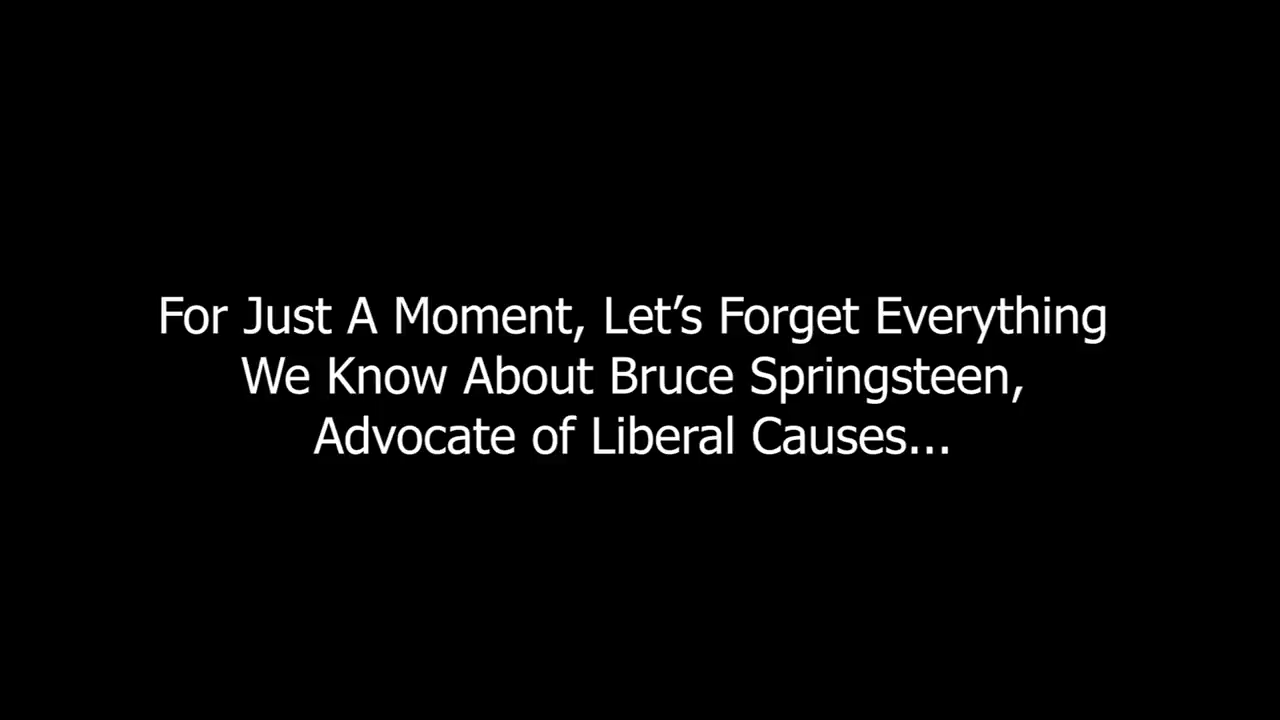 For Just A Moment, Let’s Forget Everything
We Know About Bruce Springsteen,
Advocate of Liberal Causes...